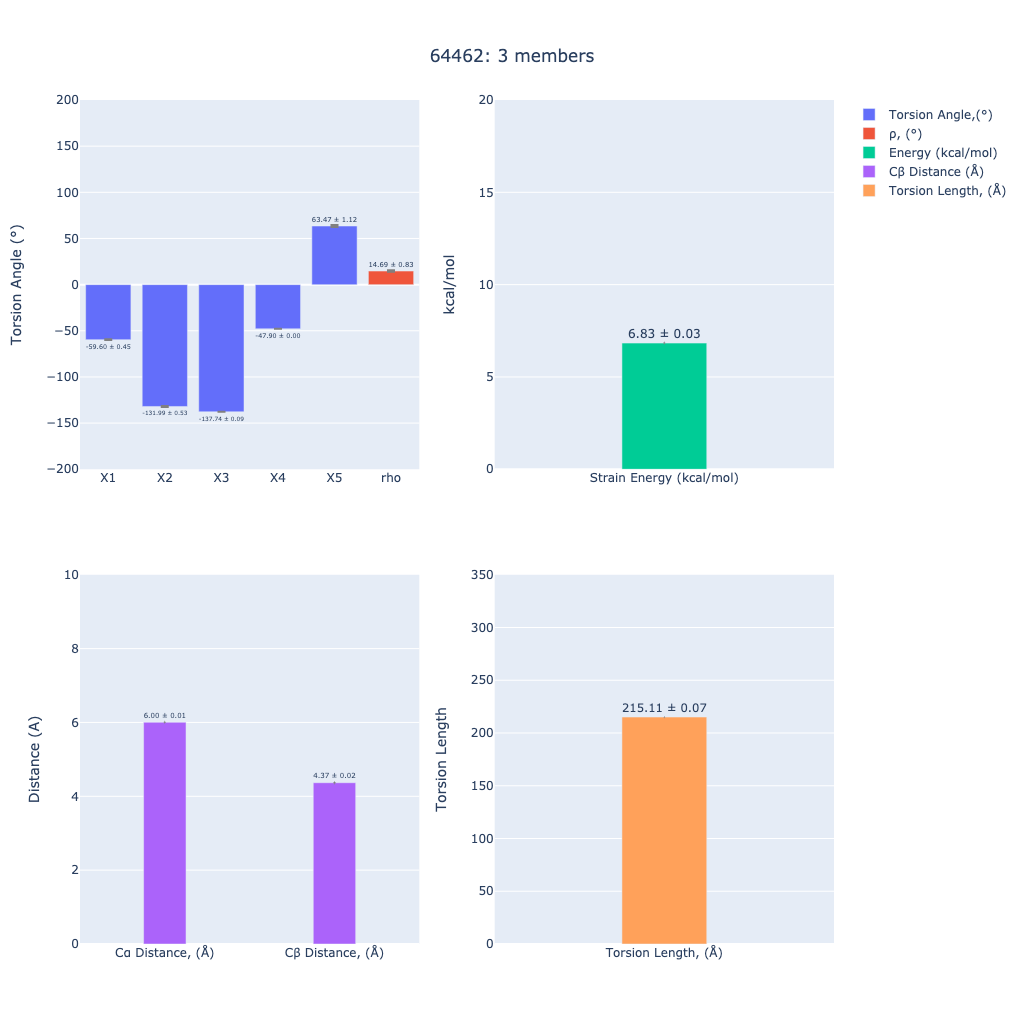 64462: 3 members
200
150
100
50
0
−50
−100
−150
−200
Torsion Angle (°)
63.47 ± 1.12
14.69 ± 0.83
-59.60 ± 0.45
-47.90 ± 0.00
-131.99 ± 0.53
-137.74 ± 0.09
X1
X2
X3
X4
X5
rho
20
15
10
5
0
kcal/mol
6.83 ± 0.03
Strain Energy (kcal/mol)
Torsion Angle,(°)
ρ, (°)
Energy (kcal/mol)
Cβ Distance (Å)
Torsion Length, (Å)
10
8
6
4
2
0
Distance (A)
6.00 ± 0.01
4.37 ± 0.02
Cα Distance, (Å)
Cβ Distance, (Å)
350
300
250
200
150
100
50
0
Torsion Length
215.11 ± 0.07
Torsion Length, (Å)